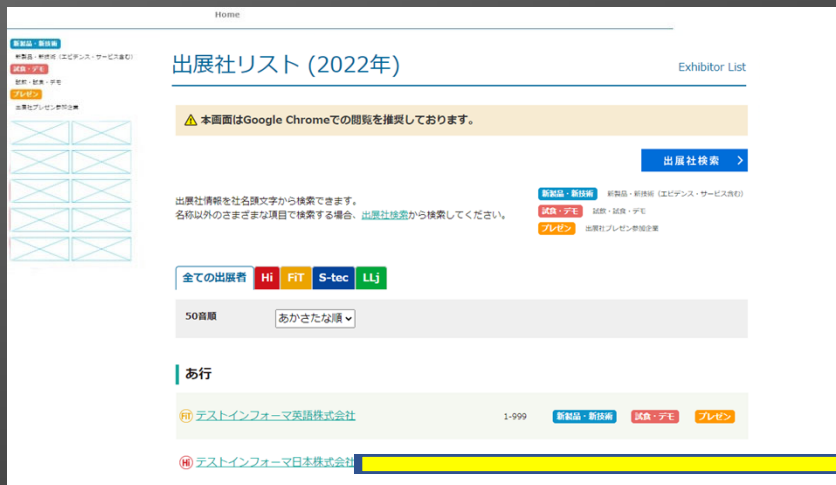 Home
新製品・新技術
新製品・新技術（エビデンス・サービス含む）
試食・デモ
試飲・試食・デモ
プレゼン
出展社プレゼン参加企業
出展社リスト (2022年)
Exhibitor List
本画面はGoogle Chromeでの閲覧を推奨しております。
出展社検索
出展社情報を社名頭文字から検索できます。
名称以外のさまざまな項目で検索する場合、出展社検索から検索してください。
新製品・新技術 新製品・新技術（エビデンス・サービス含む）
試食・デモ 試飲・試食・デモ
プレゼン 出展社プレゼン参加企業
全ての出展者 Hi FiT S-tec LLj
50音順 あかさたな順
あ行
FiT テストインフォーマ英語株式会社 1-999 新製品・新技術 試食・デモ プレゼン
Hi テストインフォーマ日本株式会社